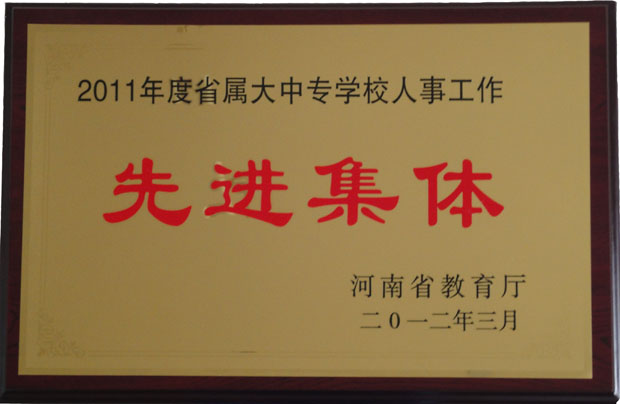 2011年度省属大中专学校人事工作
先进集体
河南省教育厅
二0一二年三月